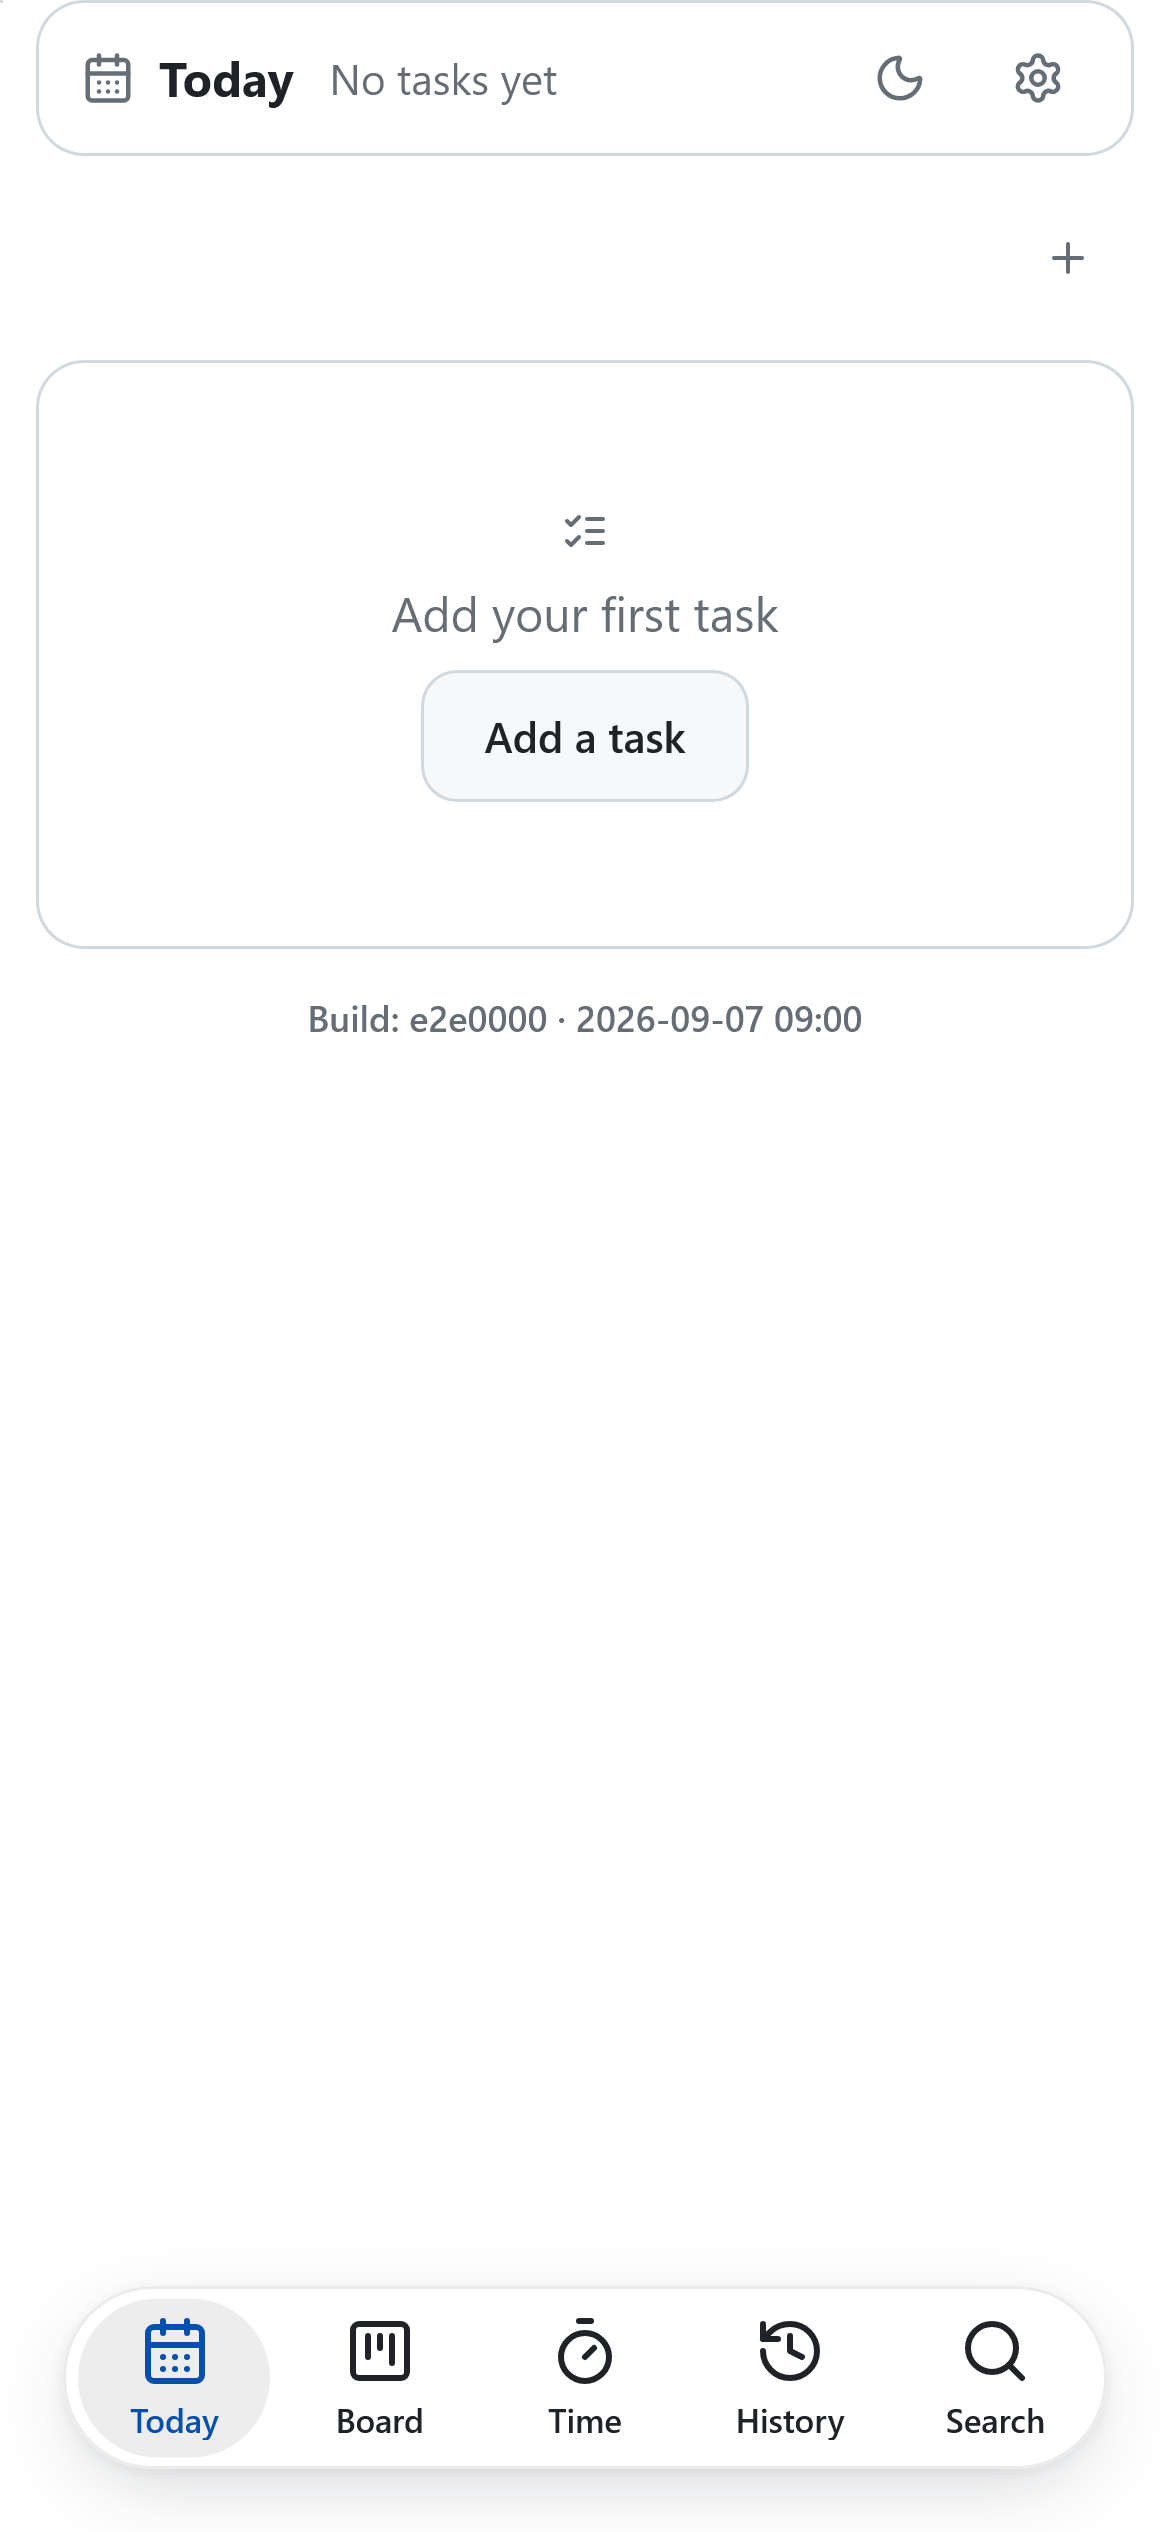 Today No tasks yet
Add your first task
Add a task
Build: e2e0000 · 2026-09-07 09:00
Today Board Time History Search